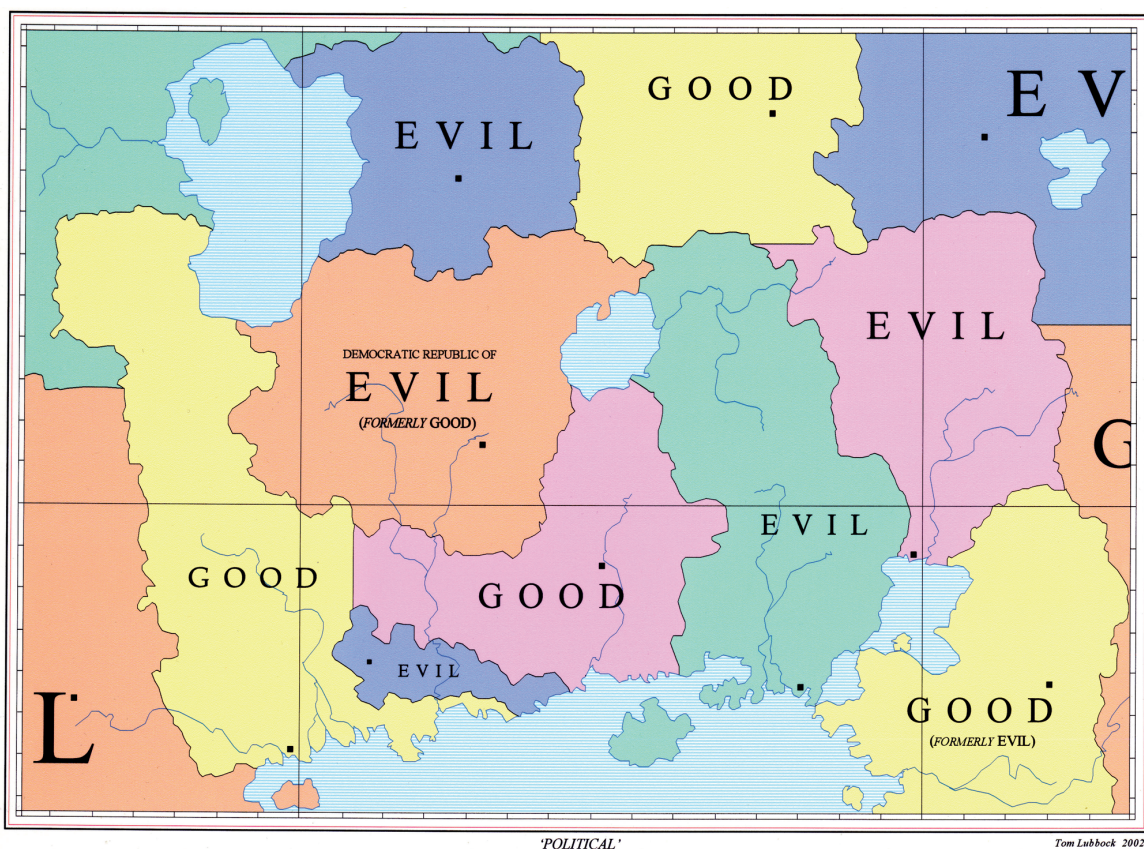 GOOD
EV
EVIL
EVIL
DEMOCRATIC REPUBLIC OF
EVIL
(FORMERLY GOOD)
G
EVIL
GOOD
GOOD
EVIL
L
GOOD
(FORMERLY EVIL)
'POLITICAL'
Tom Lubbock 2002